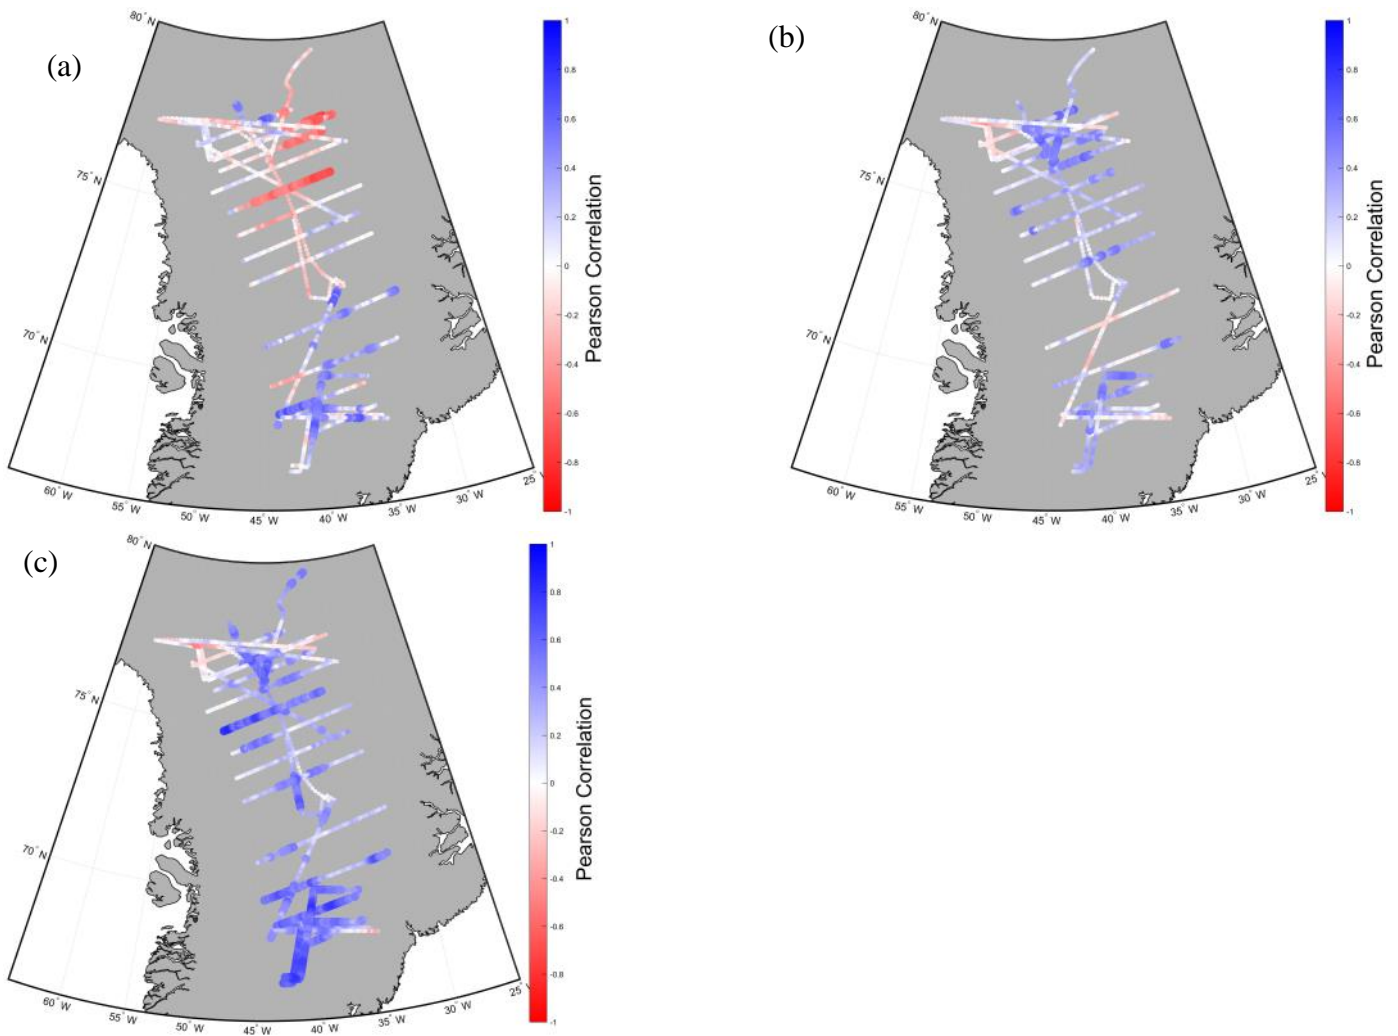 (a)
80° N
75° N
70° N
60° W
55° W
50° W
45° W
40° W
35° W
30° W
25°
1
0.8
0.6
0.4
0.2
0
-0.2
-0.4
-0.6
-0.8
-1
Pearson Correlation
(b)
80° N
75° N
70° N
60° W
55° W
50° W
45° W
40° W
35° W
30° W
25°
1
0.8
0.6
0.4
0.2
0
-0.2
-0.4
-0.6
-0.8
-1
Pearson Correlation
(c)
80° N
75° N
70° N
60° W
55° W
50° W
45° W
40° W
35° W
30° W
25°
1
0.8
0.6
0.4
0.2
0
-0.2
-0.4
-0.6
-0.8
-1
Pearson Correlation